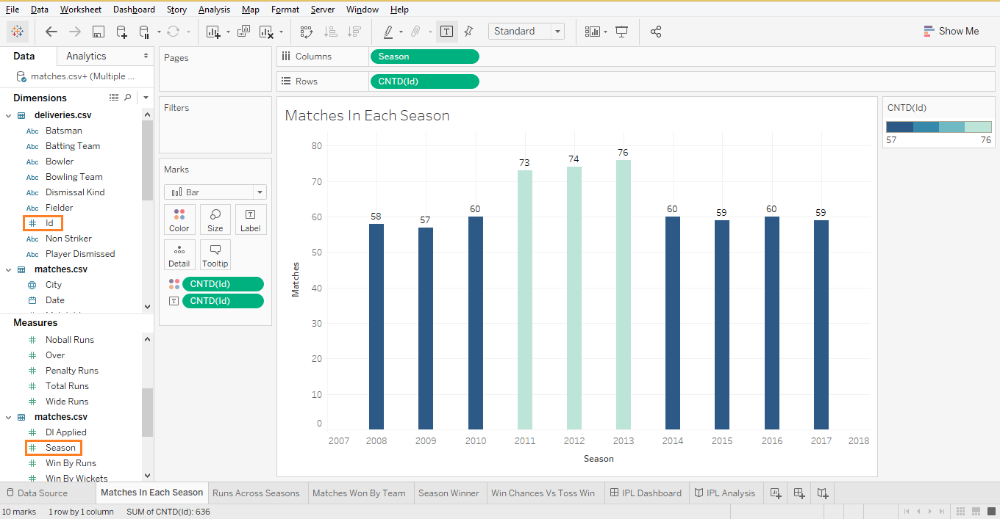 File Data Worksheet Dashboard Story Analysis Map Format Server Window Help
Standard
Show Me
Data Analytics
matches.csv+ (Multiple ...
Dimensions
deliveries.csv
Abc Batsman
Abc Batting Team
Abc Bowler
Abc Bowling Team
Abc Dismissal Kind
Abc Fielder
# Id
Abc Non Striker
Abc Player Dismissed
matches.csv
City
Date
Measures
# Noball Runs
# Over
# Penalty Runs
# Total Runs
# Wide Runs
matches.csv
# Dl Applied
# Season
# Win By Runs
# Win By Wickets
Pages
Filters
Marks
Bar
Color Size Label
Detail Tooltip
CNTD(Id)
CNTD(Id)
Columns Season
Rows CNTD(Id)
Matches In Each Season
80
70
60
50
40
30
20
10
0
Matches
58 57 60 73 74 76 60 59 60 59
2007 2008 2009 2010 2011 2012 2013 2014 2015 2016 2017 2018
Season
CNTD(Id)
57 76
Data Source Matches In Each Season Runs Across Seasons Matches Won By Team Season Winner Win Chances Vs Toss Win IPL Dashboard IPL Analysis
10 marks 1 row by 1 column SUM of CNTD(Id): 636